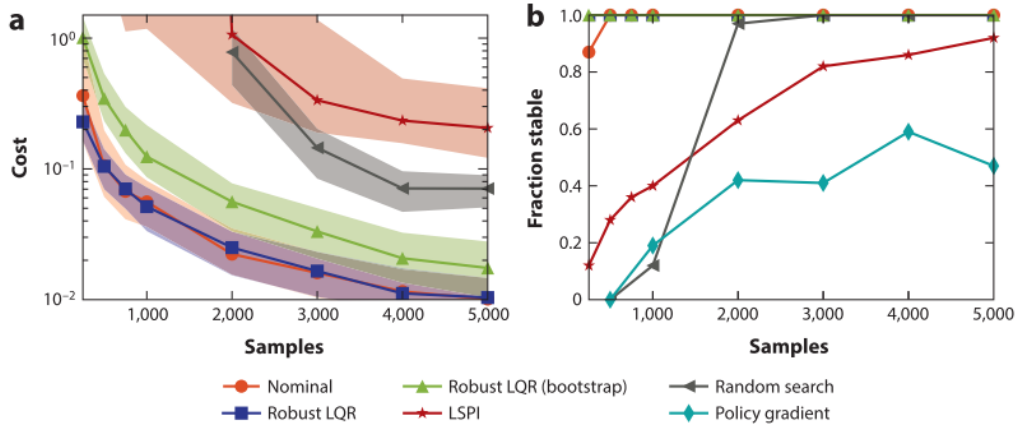 a
b
10⁰
10⁻¹
10⁻²
Cost
1,000
2,000
3,000
4,000
5,000
Samples
1.0
0.8
0.6
0.4
0.2
0
Fraction stable
1,000
2,000
3,000
4,000
5,000
Samples
Nominal
Robust LQR (bootstrap)
Random search
Robust LQR
LSPI
Policy gradient